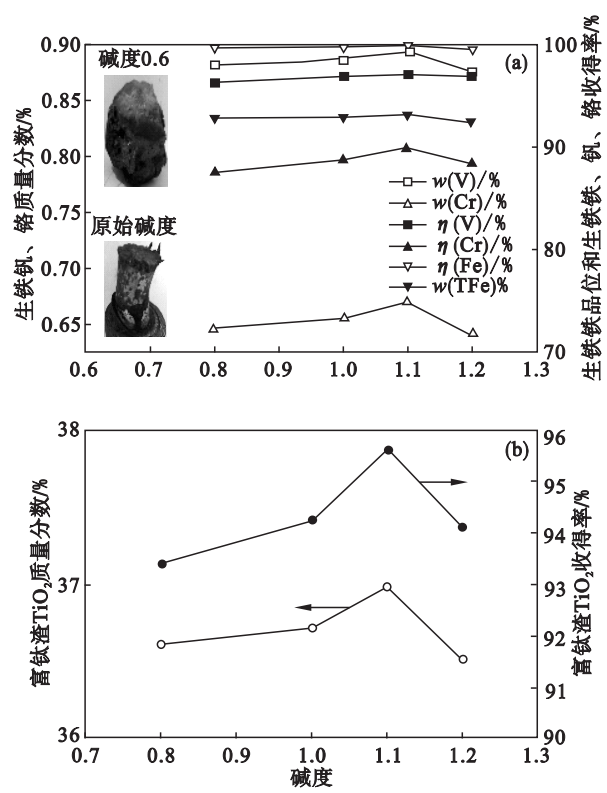 生铁钒、铬质量分数/%
0.90
0.85
0.80
0.75
0.70
0.65
碱度0.6
原始碱度
(a)
w(V)/%
w(Cr)/%
η(V)/%
η(Cr)/%
η(Fe)/%
w(TFe)%
100
90
80
70
生铁铁品位和生铁铁、钒、铬收得率/%
0.6 0.7 0.8 0.9 1.0 1.1 1.2 1.3
富钛渣TiO₂质量分数/%
38
37
36
(b)
96
95
94
93
92
91
90
富钛渣TiO₂收得率/%
0.7 0.8 0.9 1.0 1.1 1.2 1.3
碱度